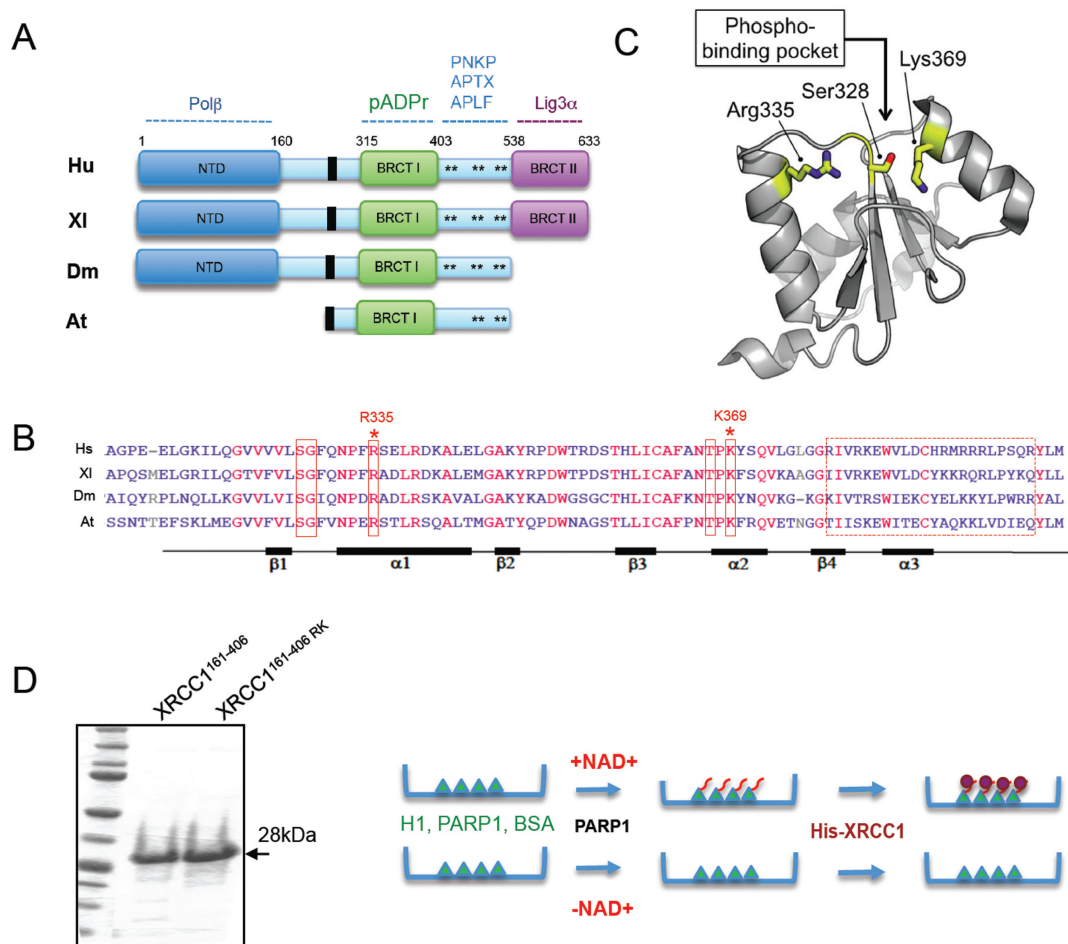 A
Polβ
pADPr
PNKP
APTX
APLF
Lig3α
1 160 315 403 538 633
Hu NTD BRCT I ** ** ** BRCT II
Xl NTD BRCT I ** ** ** BRCT II
Dm NTD BRCT I ** ** **
At BRCT I ** **
C
Phospho-
binding pocket
Lys369
Ser328
Arg335
B
R335 K369
* *
Hs AGPE-ELGKILQGVVVVLSGFQNPFRSELRDKALELGAKYRPDWTRDSTHLICAFANTPKYSQVLGLGGRIVRKEWVLDCHRMRRRLPSQRYLM
Xl APQSMELGRILQGTVFVLSGFQNPFRADLRDKALELGAKYRPDWTPDSTHLICAFANTPKYSQVKAAGGIIVRKEWVLDCYKMKRRLPYKQYLL
Dm AIQYRPLNQLLKGVVLVISGIQNPDRADLRSKAVALGAKYKADWGSGCTHLICAFKNTPKYNQVKG-KGKIVTRSWIEKCYELKKYLPWRRYAL
At SSNTTEFSKLMEGVVFVLSGFVNPERSTLRSQALTMGATYQPDWNAGSTLLICAFPNTPKFRQVETNGGTIISKEWITECYAQKKLVDIEQYLM
β1 α1 β2 β3 α2 β4 α3
D
XRCC1161-406
XRCC1161-406 RK
28kDa
+NAD+
H1, PARP1, BSA PARP1 His-XRCC1
-NAD+